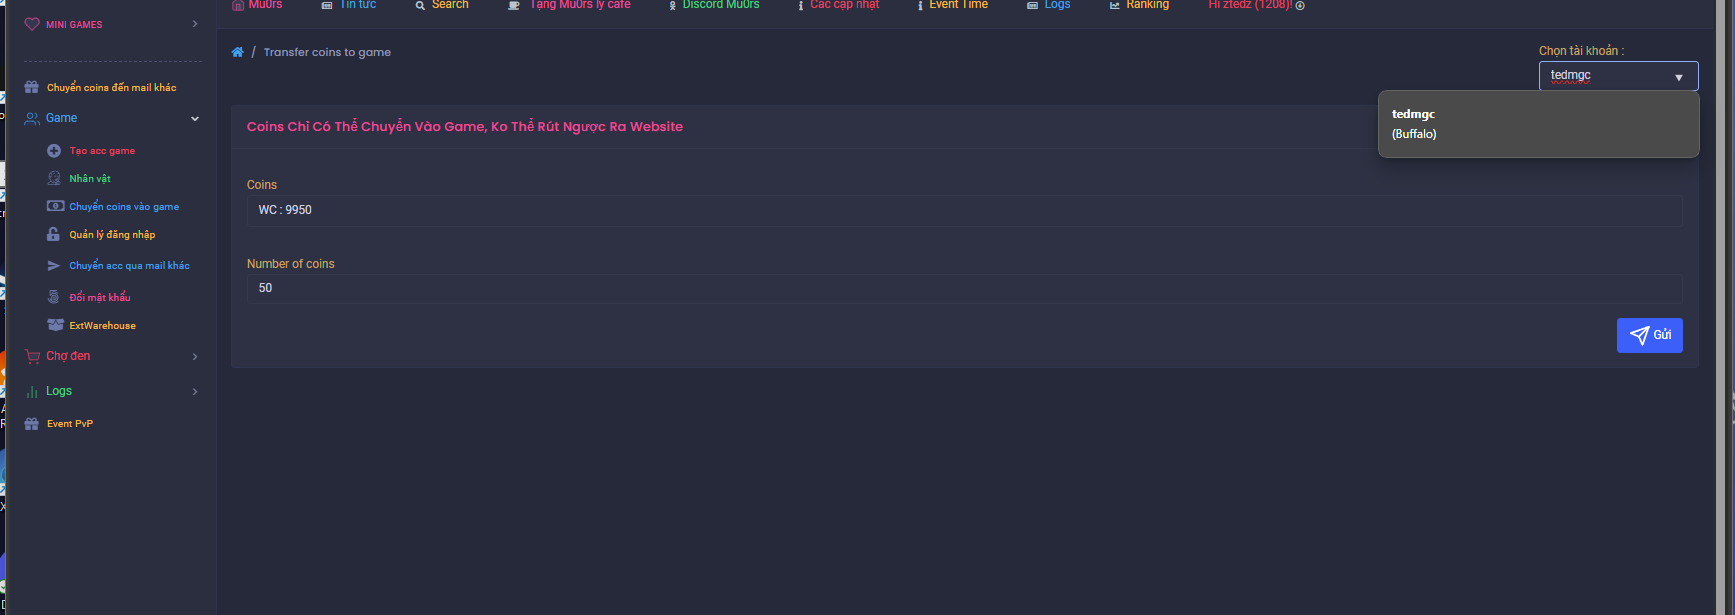 Mu0rs
Tin tức
Search
Tặng Mu0rs ly cafe
Discord Mu0rs
Các cập nhật
Event Time
Logs
Ranking
Hi ztedz (1208)!
MINI GAMES
Chuyển coins đến mail khác
Game
Tạo acc game
Nhân vật
Chuyển coins vào game
Quản lý đăng nhập
Chuyển acc qua mail khác
Đổi mật khẩu
ExtWarehouse
Chợ đen
Logs
Event PvP
/ Transfer coins to game
Chọn tài khoản :
tedmgc
tedmgc
(Buffalo)
Coins Chỉ Có Thể Chuyển Vào Game, Ko Thể Rút Ngược Ra Website
Coins
WC : 9950
Number of coins
50
Gửi